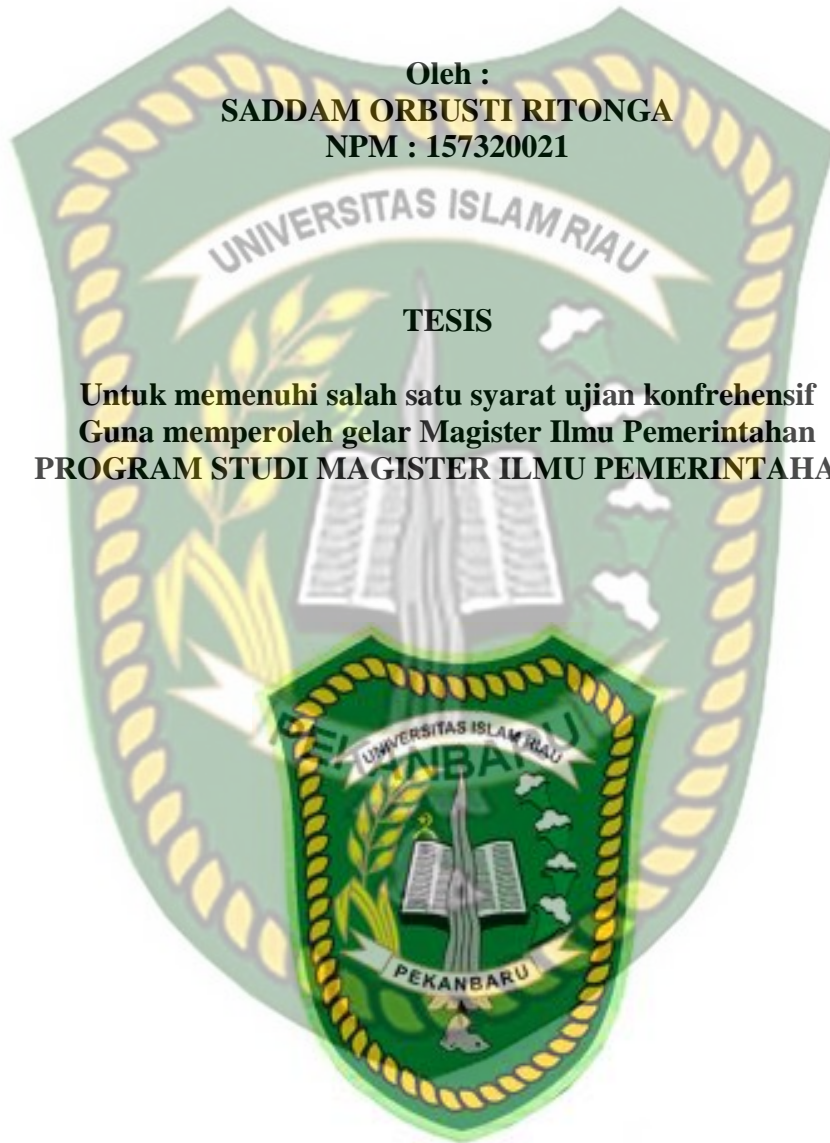 Oleh :
SADDAM ORBUSTI RITONGA
NPM : 157320021
UNIVERSITAS ISLAM RIAU
TESIS
Untuk memenuhi salah satu syarat ujian konfrehensif
Guna memperoleh gelar Magister Ilmu Pemerintahan
PROGRAM STUDI MAGISTER ILMU PEMERINTAHA
PEKANBARU
UNIVERSITAS ISLAM RIAU
PEKANBARU